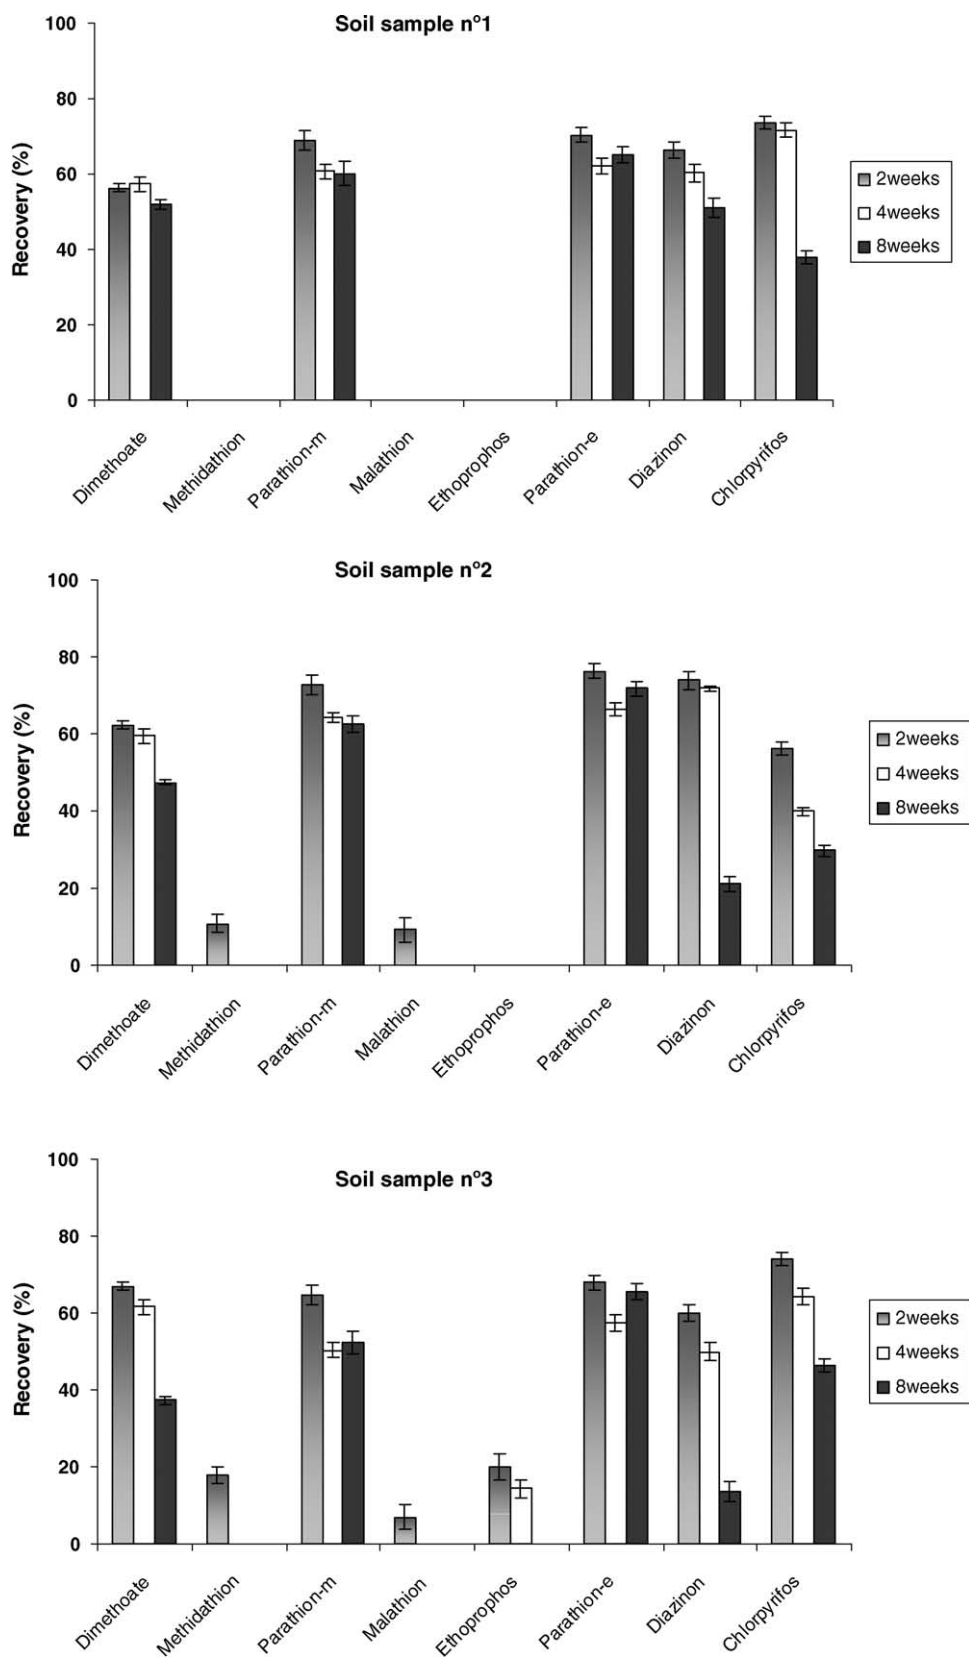 Soil sample n°1
100
80
60
40
20
0
Recovery (%)
Dimethoate
Methidathion
Parathion-m
Malathion
Ethoprophos
Parathion-e
Diazinon
Chlorpyrifos
2weeks
4weeks
8weeks
Soil sample n°2
100
80
60
40
20
0
Recovery (%)
Dimethoate
Methidathion
Parathion-m
Malathion
Ethoprophos
Parathion-e
Diazinon
Chlorpyrifos
2weeks
4weeks
8weeks
Soil sample n°3
100
80
60
40
20
0
Recovery (%)
Dimethoate
Methidathion
Parathion-m
Malathion
Ethoprophos
Parathion-e
Diazinon
Chlorpyrifos
2weeks
4weeks
8weeks